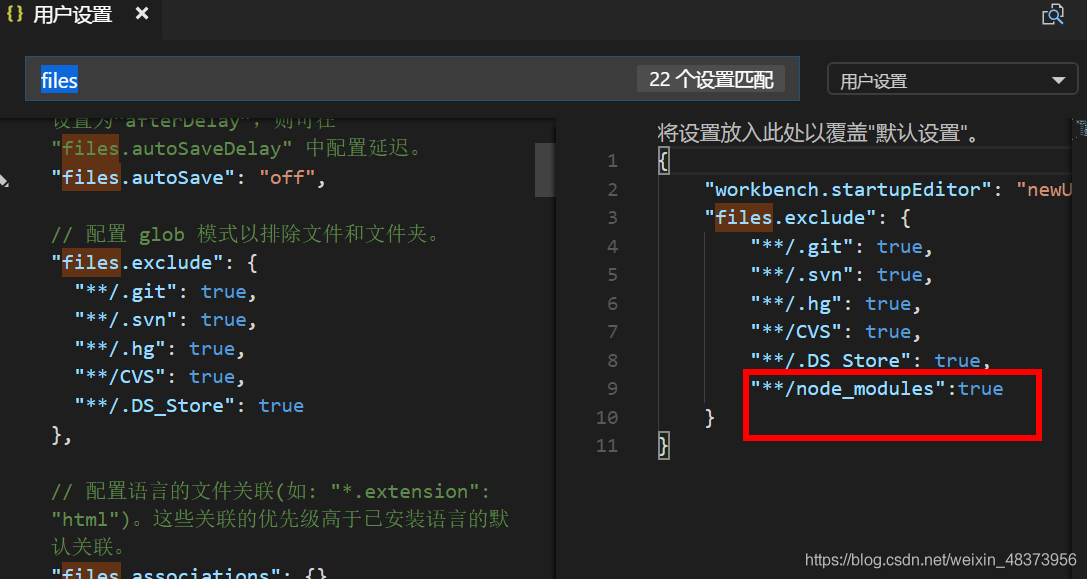 {} 用户设置 ×
files 22 个设置匹配 用户设置
设置为"afterDelay"，则可在
"files.autoSaveDelay" 中配置延迟。
"files.autoSave": "off",
// 配置 glob 模式以排除文件和文件夹。
"files.exclude": {
"**/.git": true,
"**/.svn": true,
"**/.hg": true,
"**/CVS": true,
"**/.DS_Store": true
},
// 配置语言的文件关联(如: "*.extension":
"html")。这些关联的优先级高于已安装语言的默
认关联。
"files.associations": {}
将设置放入此处以覆盖"默认设置"。
1 {
2 "workbench.startupEditor": "newU
3 "files.exclude": {
4 "**/.git": true,
5 "**/.svn": true,
6 "**/.hg": true,
7 "**/CVS": true,
8 "**/.DS_Store": true,
9 "**/node_modules":true
10 }
11 }
https://blog.csdn.net/weixin_48373956